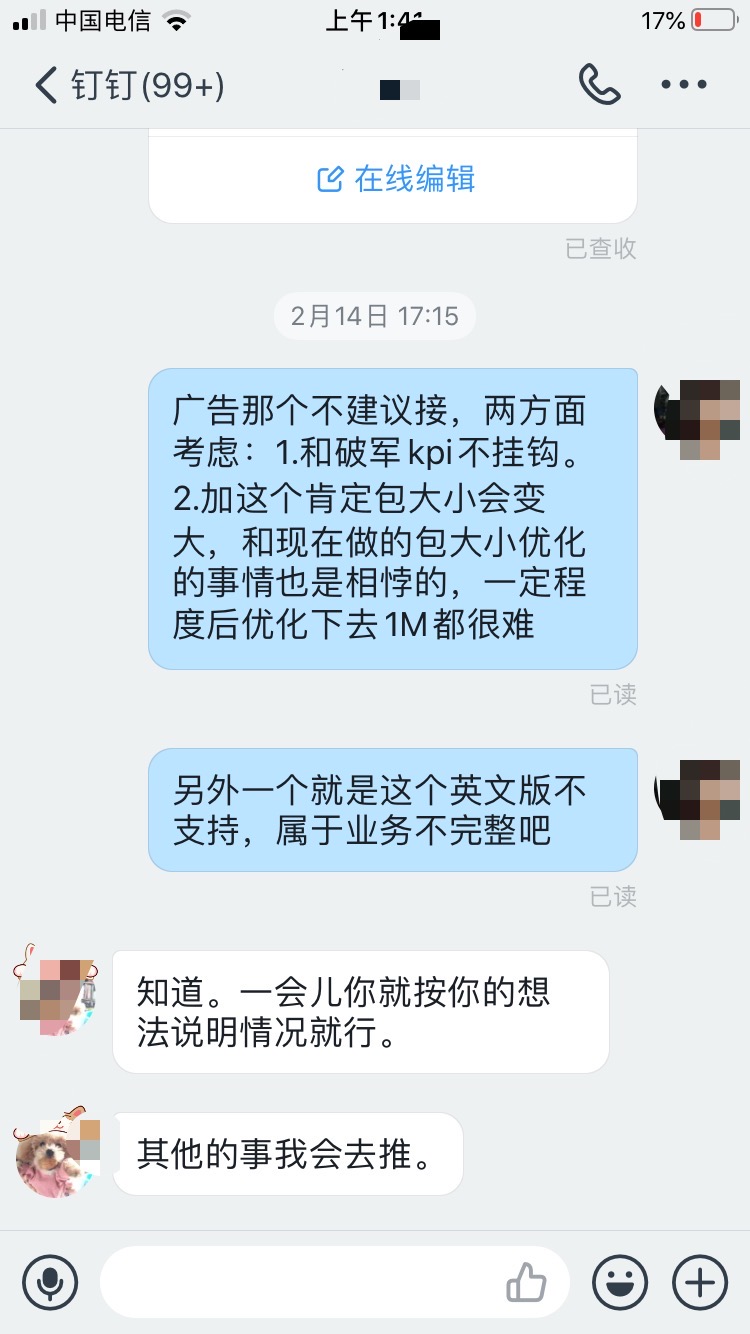 中国电信
上午 1:41
17%
钉钉(99+)
在线编辑
已查收
2月14日 17:15
广告那个不建议接，两方面
考虑：1.和破军kpi不挂钩。
2.加这个肯定包大小会变
大，和现在做的包大小优化
的事情也是相悖的，一定程
度后优化下去1M都很难
已读
另外一个就是这个英文版不
支持，属于业务不完整吧
已读
知道。一会儿你就按你的想
法说明情况就行。
其他的事我会去推。